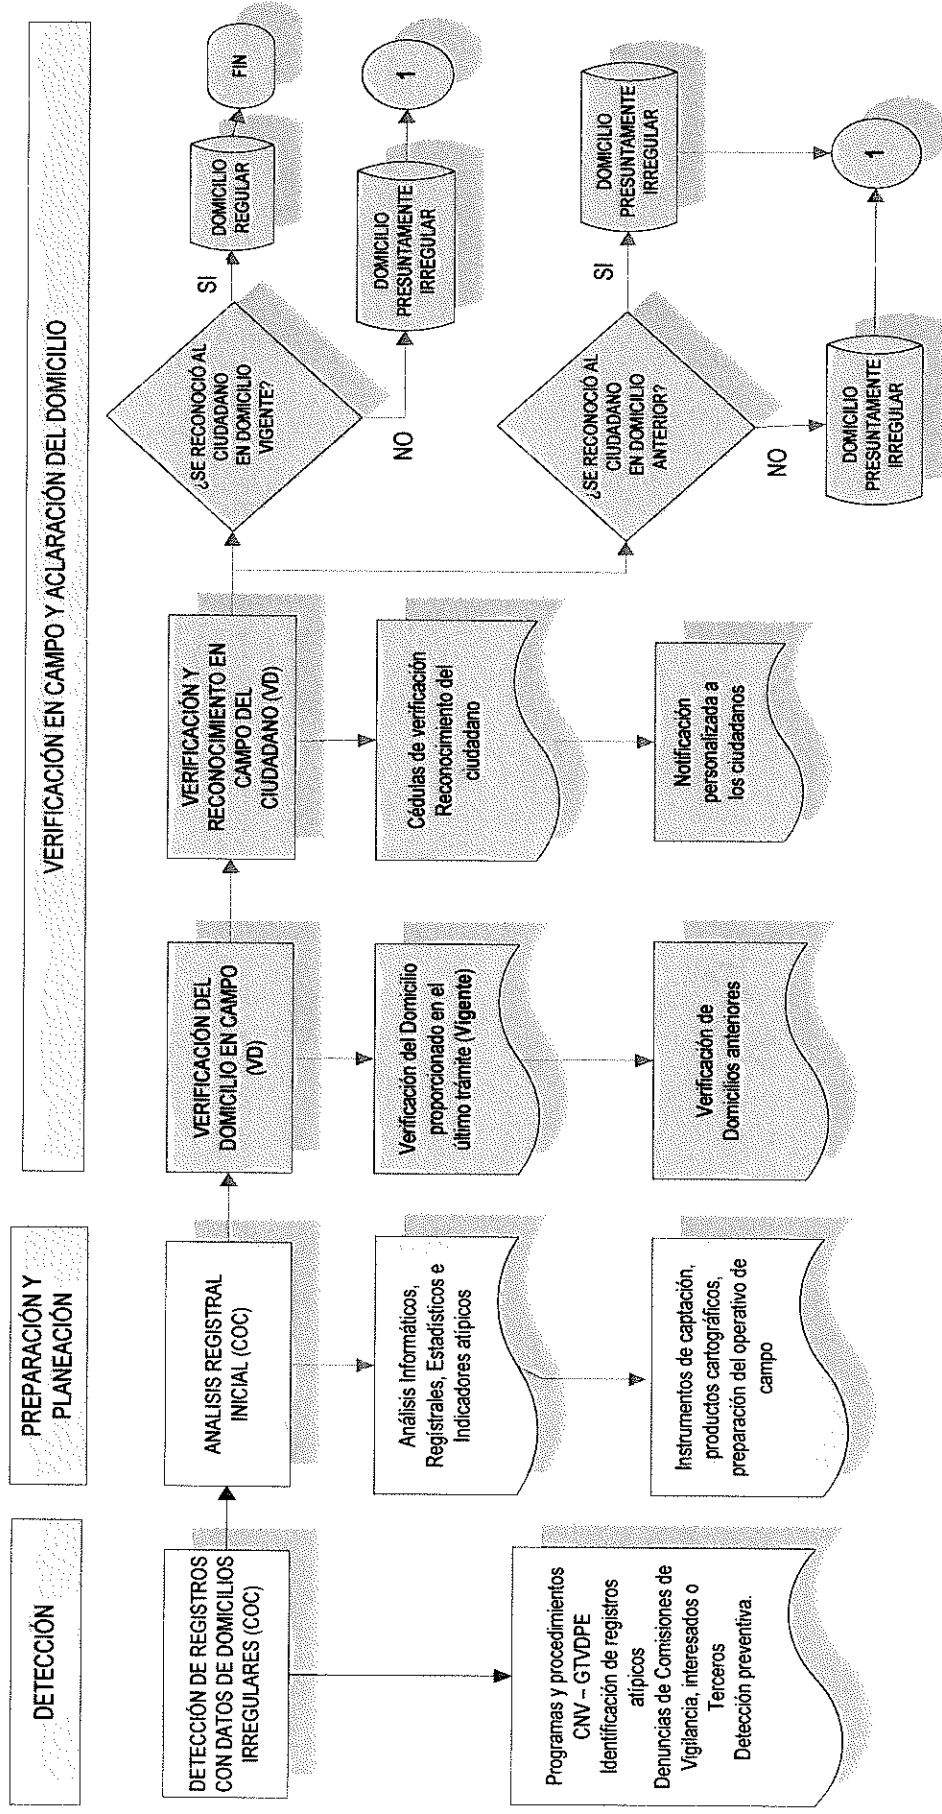 DETECCIÓN
PREPARACIÓN Y
PLANEACIÓN
VERIFICACIÓN EN CAMPO Y ACLARACIÓN DEL DOMICILIO
DETECCIÓN DE REGISTROS
CON DATOS DE DOMICILIOS
IRREGULARES (COC)
Programas y procedimientos
CNV – GTVDPE
Identificación de registros
atípicos
Denuncias de Comisiones de
Vigilancia, interesados o
Terceros
Detección preventiva.
ANALISIS REGISTRAL
INICIAL (COC)
Análisis Informáticos,
Regístrales, Estadísticos e
Indicadores atípicos
Instrumentos de captación,
productos cartográficos,
preparación del operativo de
campo
VERIFICACIÓN DEL
DOMICILIO EN CAMPO
(VD)
Verificación del Domicilio
proporcionado en el
último trámite (Vigente)
Verificación de
Domicilios anteriores
VERIFICACIÓN Y
RECONOCIMIENTO EN
CAMPO DEL
CIUDADANO (VD)
Cédulas de verificación
Reconocimiento del
ciudadano
Notificación
personalizada a
los ciudadanos
¿SE RECONOCIÓ AL
CIUDADANO
EN DOMICILIO
VIGENTE?
SI
DOMICILIO
REGULAR
FIN
NO
DOMICILIO
PRESUNTAMENTE
IRREGULAR
1
¿SE RECONOCIÓ AL
CIUDADANO
EN DOMICILIO
ANTERIOR?
SI
DOMICILIO
PRESUNTAMENTE
IRREGULAR
NO
DOMICILIO
PRESUNTAMENTE
IRREGULAR
1